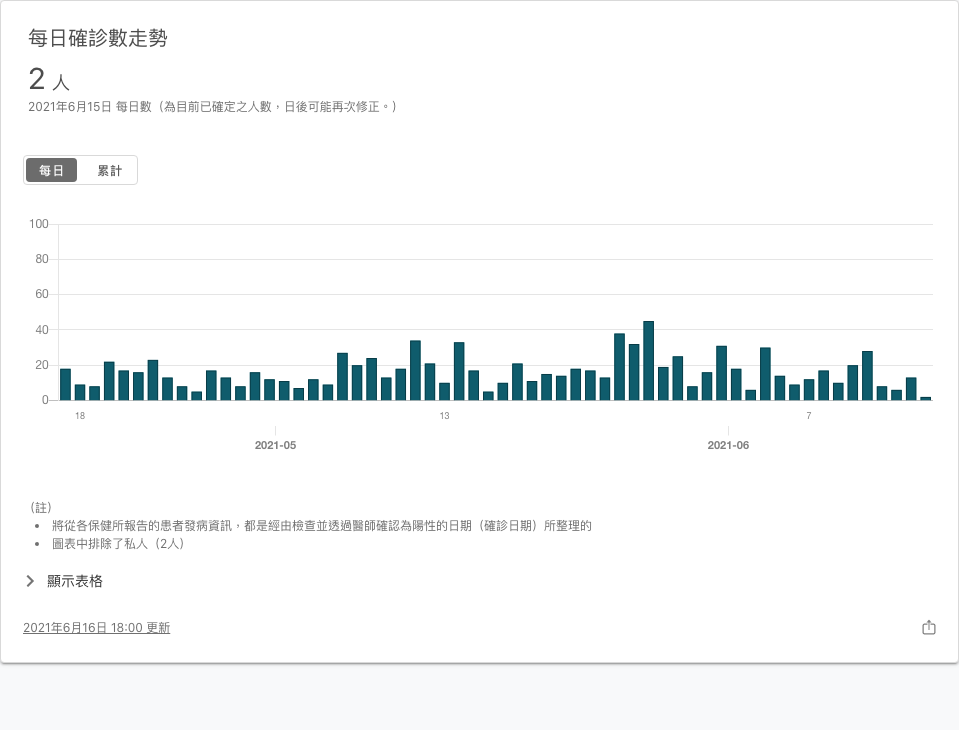 每日確診數走勢
2 人
2021年6月15日 每日數（為目前已確定之人數，日後可能再次修正。）
每日 累計
100
80
60
40
20
0
18 13 7
2021-05 2021-06
（註）
• 將從各保健所報告的患者發病資訊，都是經由檢查並透過醫師確認為陽性的日期（確診日期）所整理的
• 圖表中排除了私人（2人）
顯示表格
2021年6月16日 18:00 更新